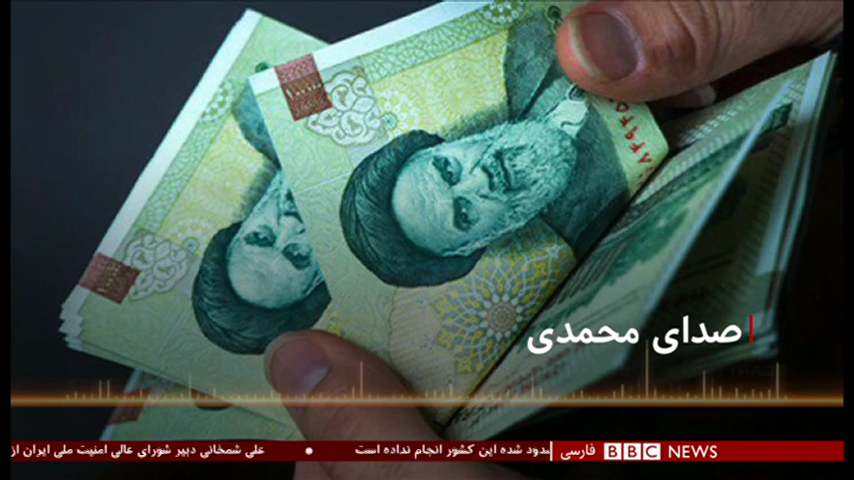 صدای محمدی
BBC NEWS فارسی
سدود شده این کشور انجام نداده است • علی شمخانی دبیر شورای عالی امنیت ملی ایران از